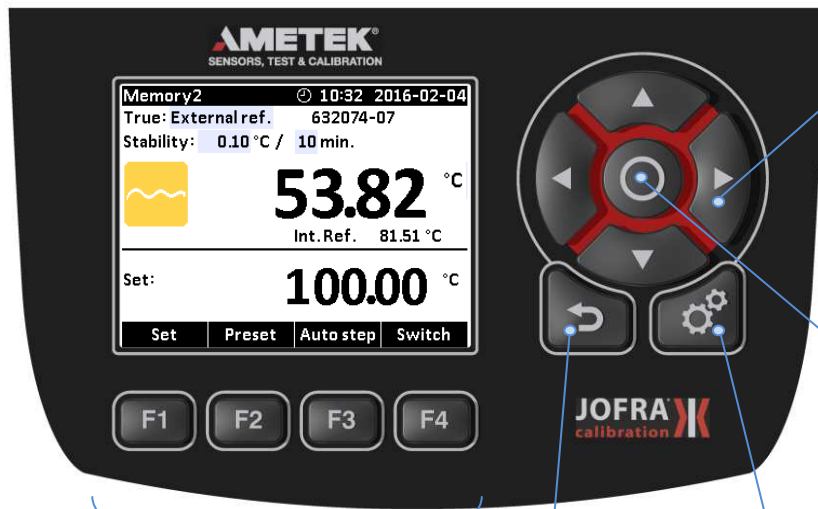 AMETEK®
SENSORS, TEST & CALIBRATION
Memory2 10:32 2016-02-04
True: External ref. 632074-07
Stability: 0.10 °C / 10 min.
53.82 °C
Int.Ref. 81.51 °C
Set: 100.00 °C
Set Preset Auto step Switch
F1 F2 F3 F4
JOFRA
calibration